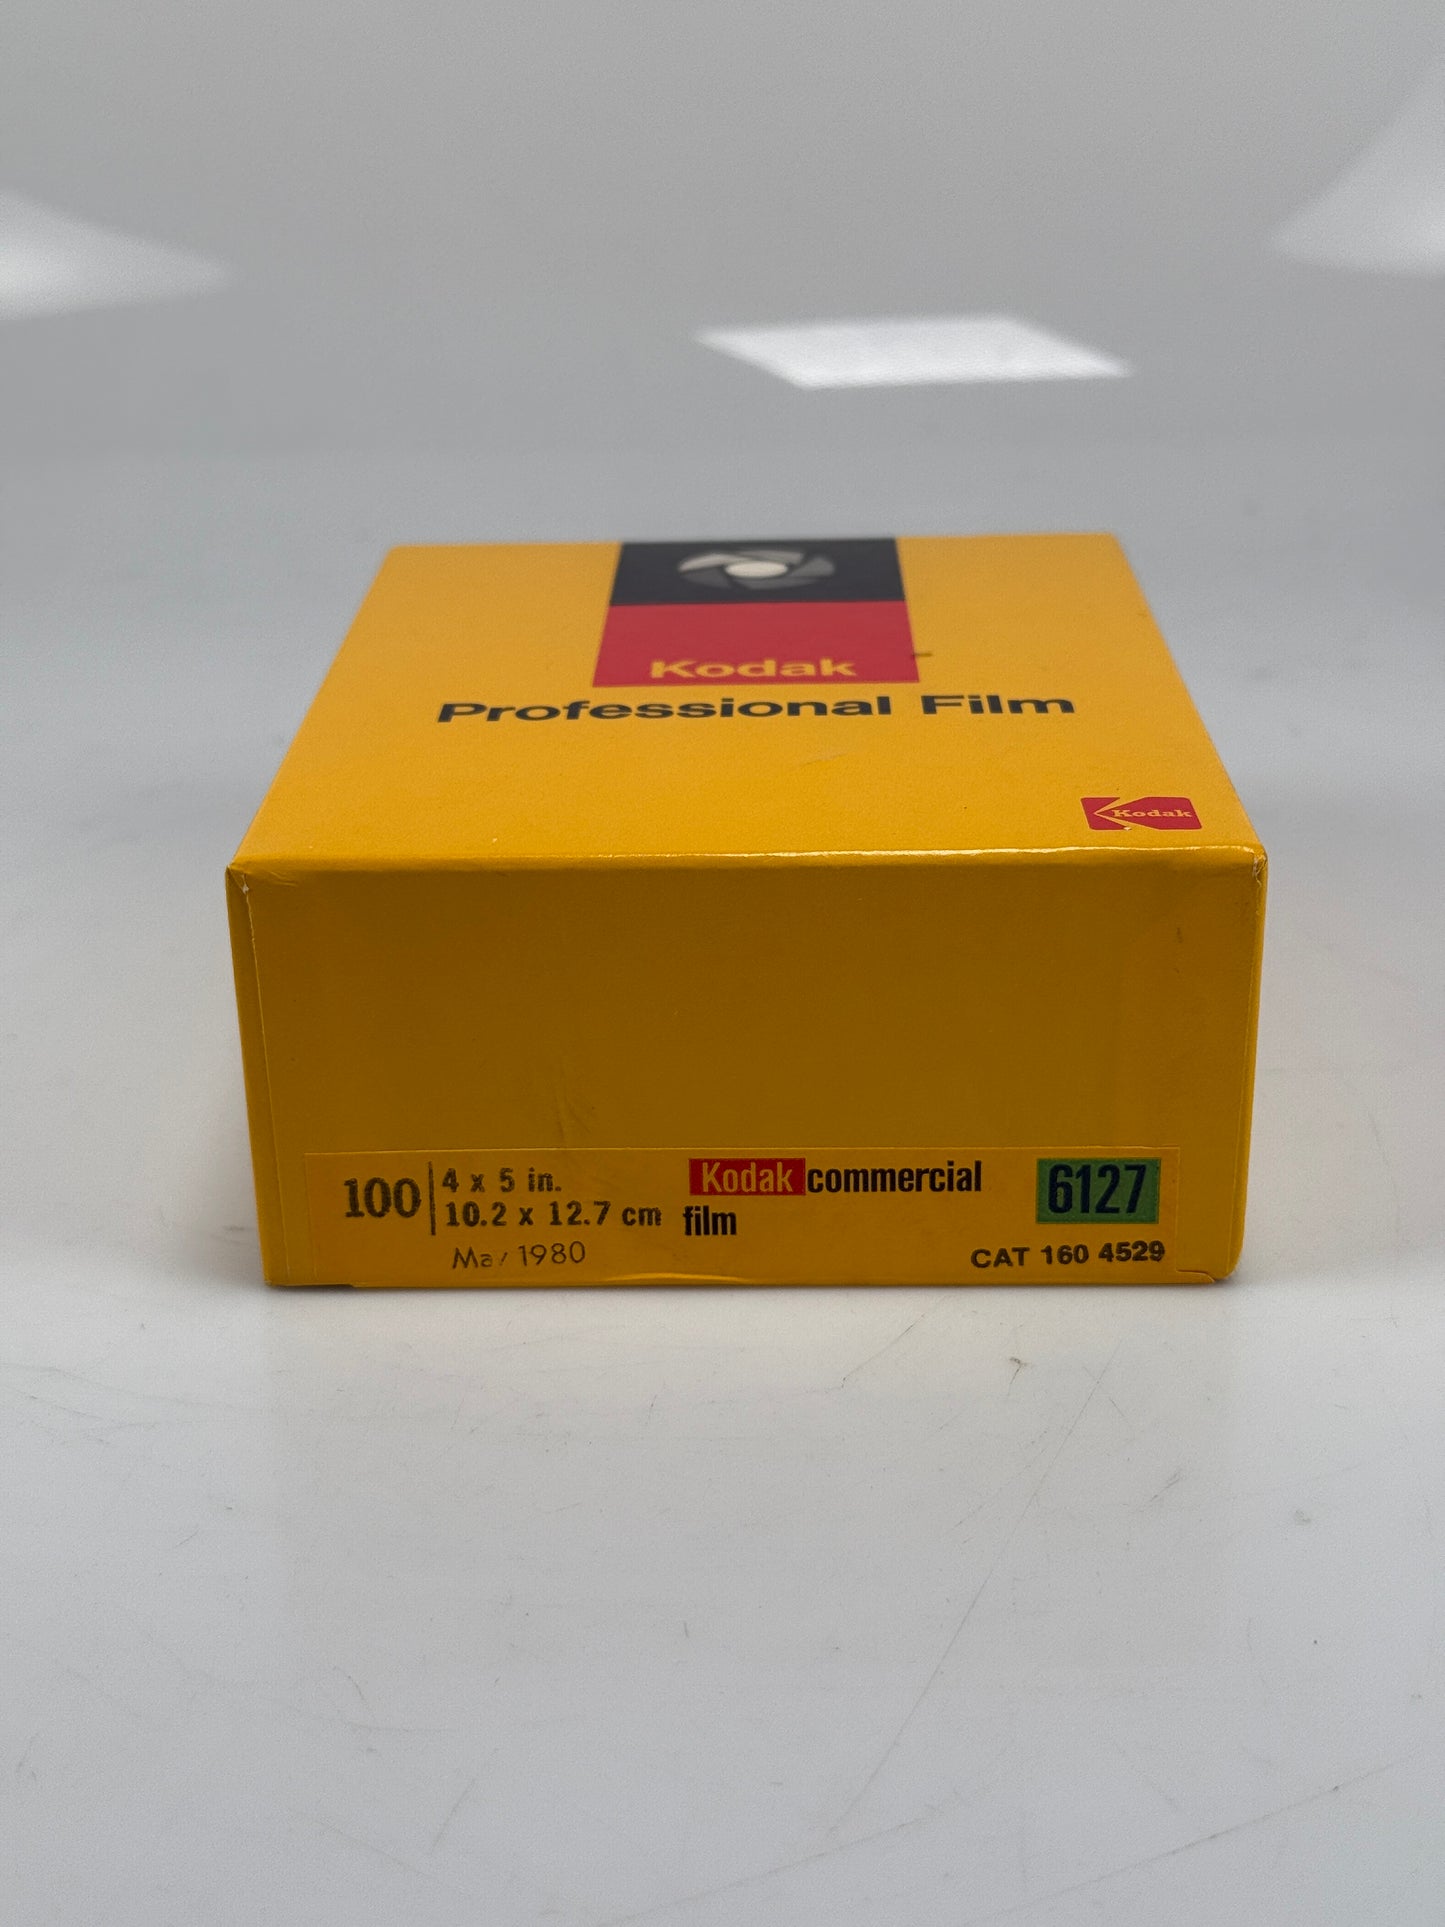 Kodak
Professional Film
Kodak
100 4 x 5 in.
10.2 x 12.7 cm
Kodak commercial
film
6127
May 1980
CAT 160 4529